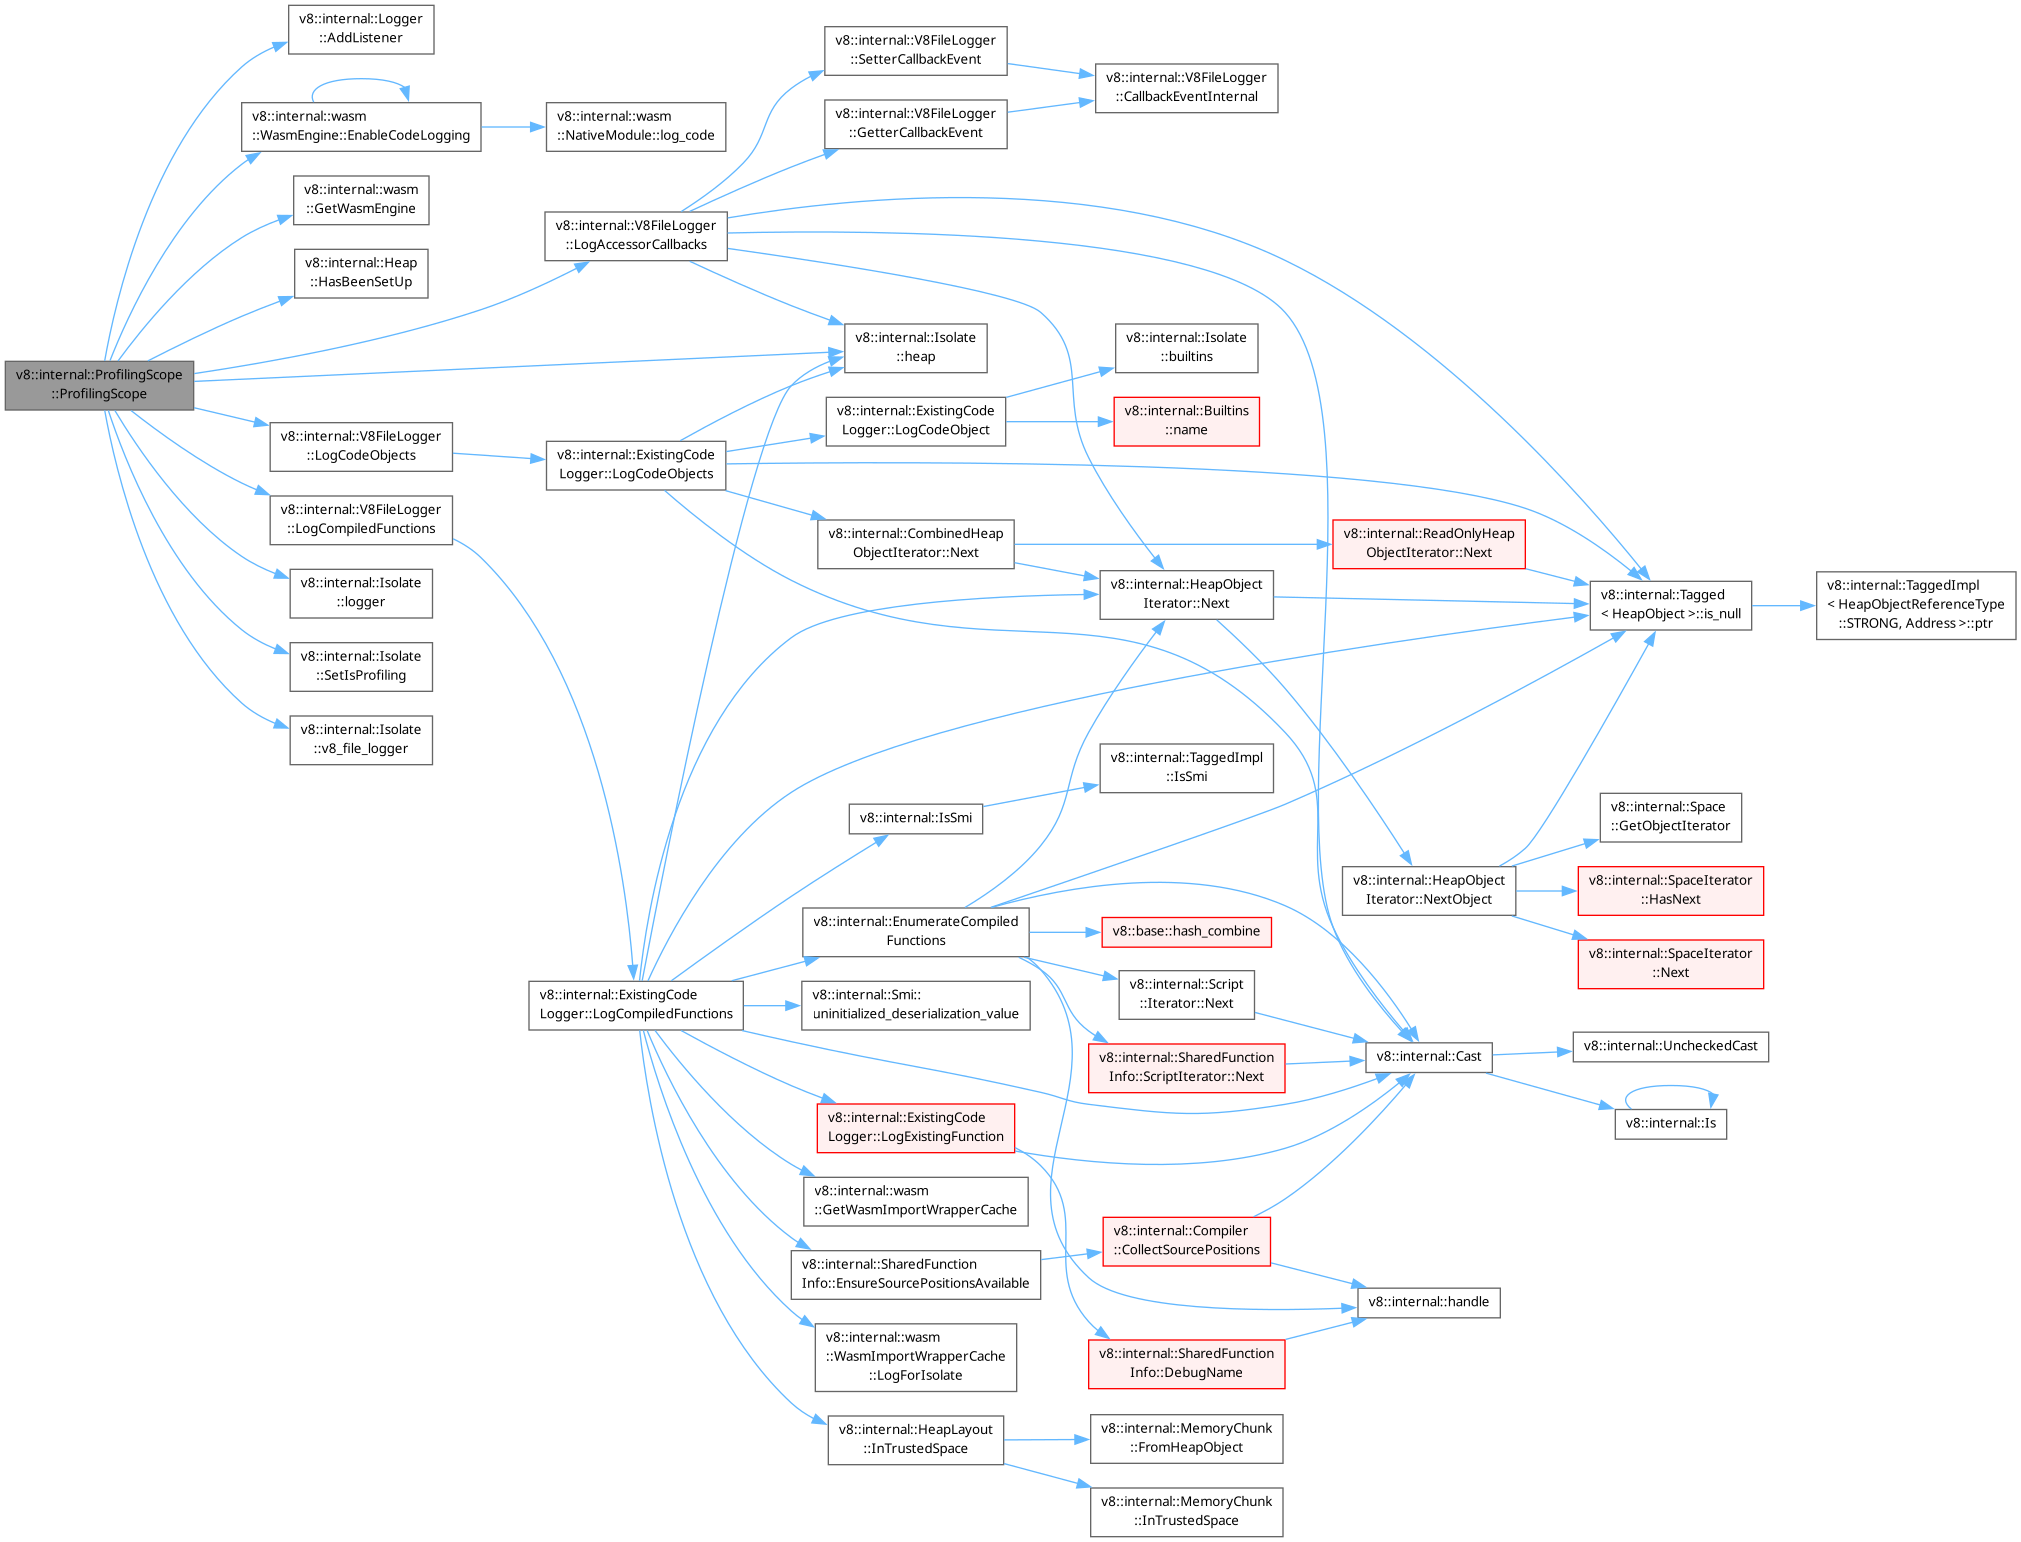 v8::internal::ProfilingScope
::ProfilingScope
v8::internal::Logger
::AddListener
v8::internal::wasm
::WasmEngine::EnableCodeLogging
v8::internal::wasm
::GetWasmEngine
v8::internal::Heap
::HasBeenSetUp
v8::internal::V8FileLogger
::LogCodeObjects
v8::internal::V8FileLogger
::LogCompiledFunctions
v8::internal::Isolate
::logger
v8::internal::Isolate
::SetIsProfiling
v8::internal::Isolate
::v8_file_logger
v8::internal::wasm
::NativeModule::log_code
v8::internal::V8FileLogger
::LogAccessorCallbacks
v8::internal::ExistingCode
Logger::LogCodeObjects
v8::internal::ExistingCode
Logger::LogCompiledFunctions
v8::internal::V8FileLogger
::SetterCallbackEvent
v8::internal::V8FileLogger
::GetterCallbackEvent
v8::internal::Isolate
::heap
v8::internal::ExistingCode
Logger::LogCodeObject
v8::internal::CombinedHeap
ObjectIterator::Next
v8::internal::IsSmi
v8::internal::EnumerateCompiled
Functions
v8::internal::Smi::
uninitialized_deserialization_value
v8::internal::ExistingCode
Logger::LogExistingFunction
v8::internal::wasm
::GetWasmImportWrapperCache
v8::internal::SharedFunction
Info::EnsureSourcePositionsAvailable
v8::internal::wasm
::WasmImportWrapperCache
::LogForIsolate
v8::internal::HeapLayout
::InTrustedSpace
v8::internal::V8FileLogger
::CallbackEventInternal
v8::internal::Isolate
::builtins
v8::internal::Builtins
::name
v8::internal::HeapObject
Iterator::Next
v8::internal::TaggedImpl
::IsSmi
v8::base::hash_combine
v8::internal::Script
::Iterator::Next
v8::internal::SharedFunction
Info::ScriptIterator::Next
v8::internal::Compiler
::CollectSourcePositions
v8::internal::SharedFunction
Info::DebugName
v8::internal::MemoryChunk
::FromHeapObject
v8::internal::MemoryChunk
::InTrustedSpace
v8::internal::ReadOnlyHeap
ObjectIterator::Next
v8::internal::HeapObject
Iterator::NextObject
v8::internal::Cast
v8::internal::handle
v8::internal::Tagged
< HeapObject >::is_null
v8::internal::Space
::GetObjectIterator
v8::internal::SpaceIterator
::HasNext
v8::internal::SpaceIterator
::Next
v8::internal::UncheckedCast
v8::internal::Is
v8::internal::TaggedImpl
< HeapObjectReferenceType
::STRONG, Address >::ptr